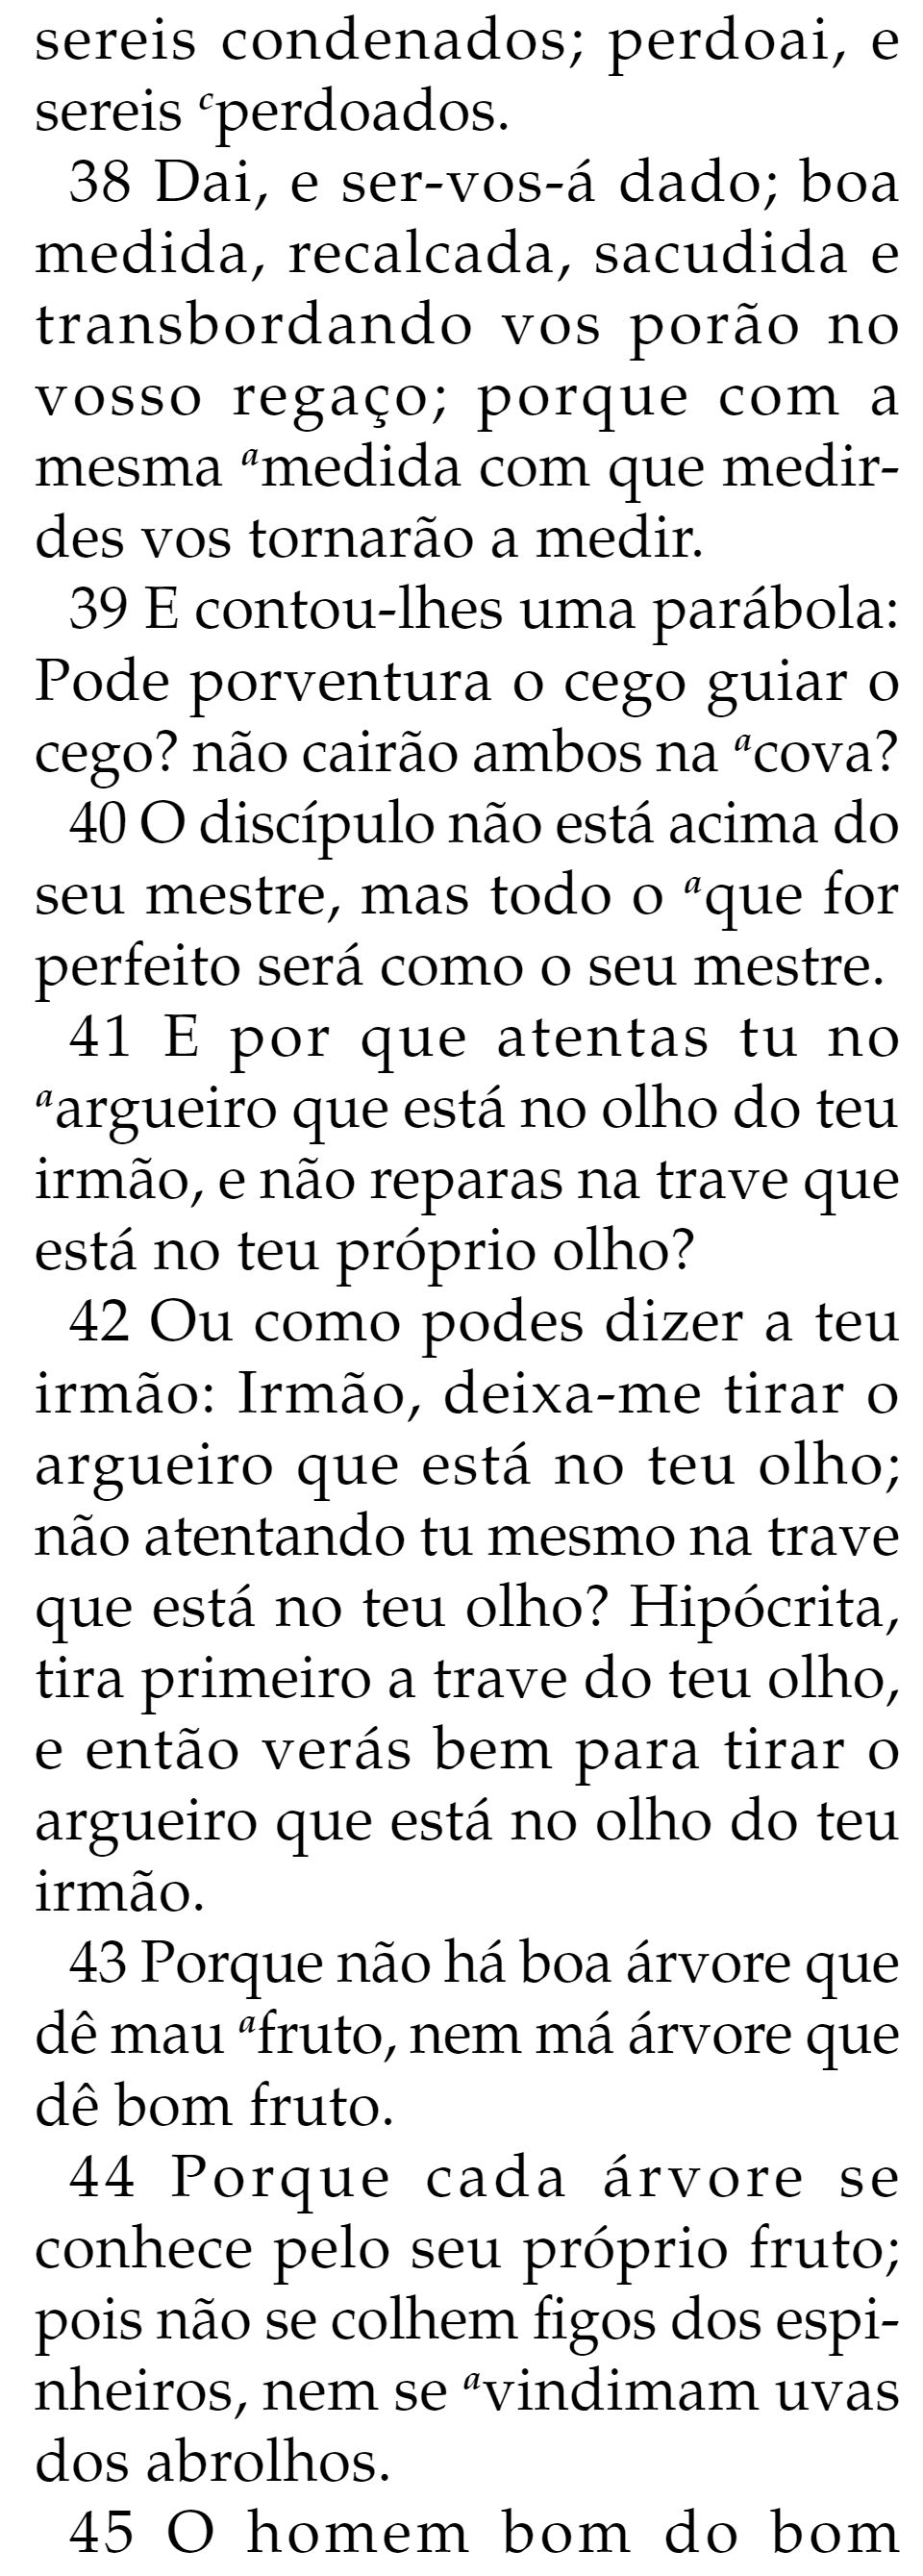 sereis condenados; perdoai, e
sereis ᶜperdoados.
38 Dai, e ser-vos-á dado; boa
medida, recalcada, sacudida e
transbordando vos porão no
vosso regaço; porque com a
mesma ᵃmedida com que medir-
des vos tornarão a medir.
39 E contou-lhes uma parábola:
Pode porventura o cego guiar o
cego? não cairão ambos na ᵃcova?
40 O discípulo não está acima do
seu mestre, mas todo o ᵃque for
perfeito será como o seu mestre.
41 E por que atentas tu no
ᵃargueiro que está no olho do teu
irmão, e não reparas na trave que
está no teu próprio olho?
42 Ou como podes dizer a teu
irmão: Irmão, deixa-me tirar o
argueiro que está no teu olho;
não atentando tu mesmo na trave
que está no teu olho? Hipócrita,
tira primeiro a trave do teu olho,
e então verás bem para tirar o
argueiro que está no olho do teu
irmão.
43 Porque não há boa árvore que
dê mau ᵃfruto, nem má árvore que
dê bom fruto.
44 Porque cada árvore se
conhece pelo seu próprio fruto;
pois não se colhem figos dos espi-
nheiros, nem se ᵃvindimam uvas
dos abrolhos.
45 O homem bom do bom